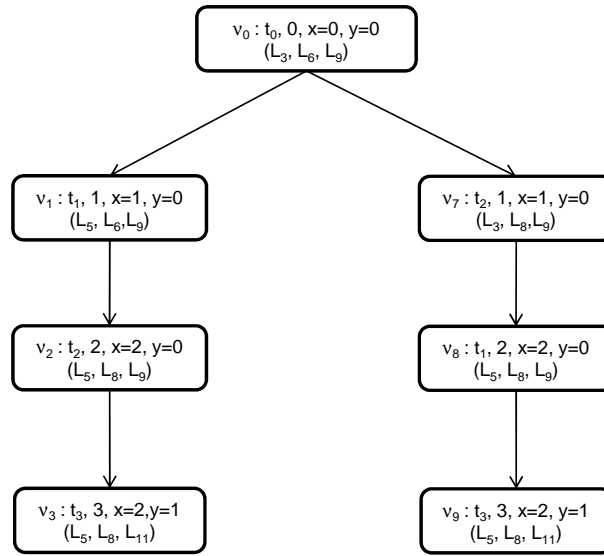 ν₀ : t₀, 0, x=0, y=0
(L₃, L₆, L₉)
ν₁ : t₁, 1, x=1, y=0
(L₅, L₆,L₉)
ν₇ : t₂, 1, x=1, y=0
(L₃, L₈,L₉)
ν₂ : t₂, 2, x=2, y=0
(L₅, L₈, L₉)
ν₈ : t₁, 2, x=2, y=0
(L₅, L₈, L₉)
ν₃ : t₃, 3, x=2,y=1
(L₅, L₈, L₁₁)
ν₉ : t₃, 3, x=2, y=1
(L₅, L₈, L₁₁)